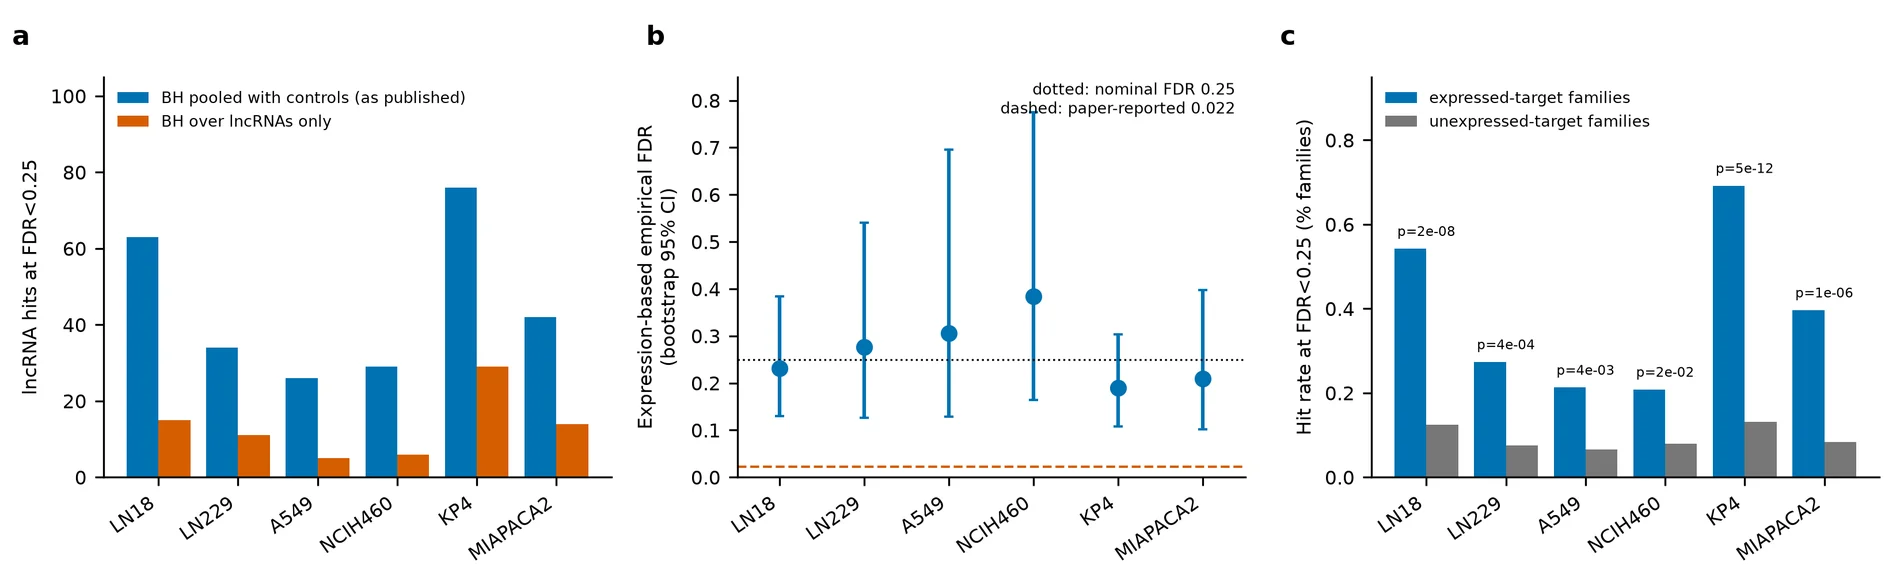 a
lncRNA hits at FDR<0.25
100
80
60
40
20
0
BH pooled with controls (as published)
BH over lncRNAs only
LN18
LN229
A549
NCIH460
KP4
MIAPACA2
b
Expression-based empirical FDR
(bootstrap 95% CI)
0.8
0.7
0.6
0.5
0.4
0.3
0.2
0.1
0.0
dotted: nominal FDR 0.25
dashed: paper-reported 0.022
LN18
LN229
A549
NCIH460
KP4
MIAPACA2
c
Hit rate at FDR<0.25 (% families)
0.8
0.6
0.4
0.2
0.0
expressed-target families
unexpressed-target families
p=2e-08
p=4e-04
p=4e-03
p=2e-02
p=5e-12
p=1e-06
LN18
LN229
A549
NCIH460
KP4
MIAPACA2